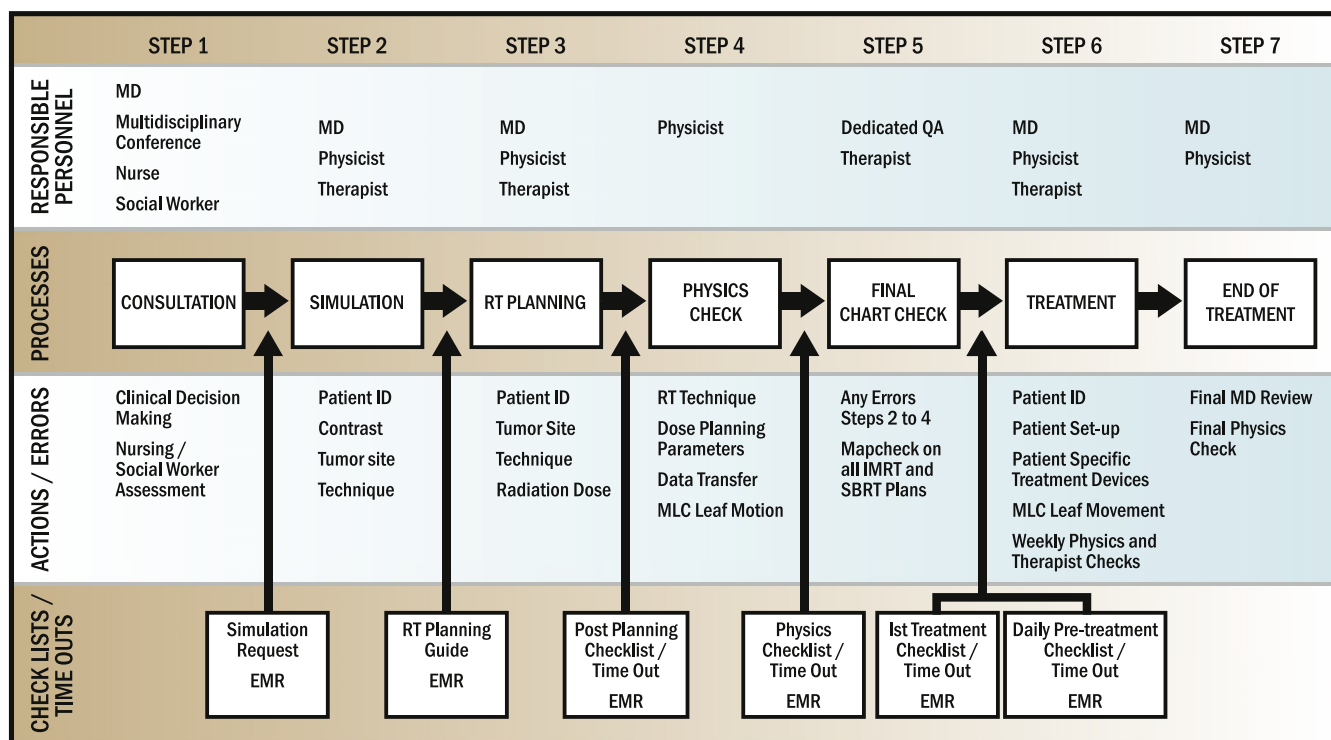 STEP 1
STEP 2
STEP 3
STEP 4
STEP 5
STEP 6
STEP 7
RESPONSIBLE
PERSONNEL
MD
Multidisciplinary
Conference
Nurse
Social Worker
MD
Physicist
Therapist
MD
Physicist
Therapist
Physicist
Dedicated QA
Therapist
MD
Physicist
Therapist
MD
Physicist
PROCESSES
CONSULTATION
SIMULATION
RT PLANNING
PHYSICS
CHECK
FINAL
CHART CHECK
TREATMENT
END OF
TREATMENT
ACTIONS / ERRORS
Clinical Decision
Making
Nursing /
Social Worker
Assessment
Patient ID
Contrast
Tumor site
Technique
Patient ID
Tumor Site
Technique
Radiation Dose
RT Technique
Dose Planning
Parameters
Data Transfer
MLC Leaf Motion
Any Errors
Steps 2 to 4
Mapcheck on
all IMRT and
SBRT Plans
Patient ID
Patient Set-up
Patient Specific
Treatment Devices
MLC Leaf Movement
Weekly Physics and
Therapist Checks
Final MD Review
Final Physics
Check
CHECK LISTS /
TIME OUTS
Simulation
Request
EMR
RT Planning
Guide
EMR
Post Planning
Checklist /
Time Out
EMR
Physics
Checklist /
Time Out
EMR
Ist Treatment
Checklist /
Time Out
EMR
Daily Pre-treatment
Checklist /
Time Out
EMR